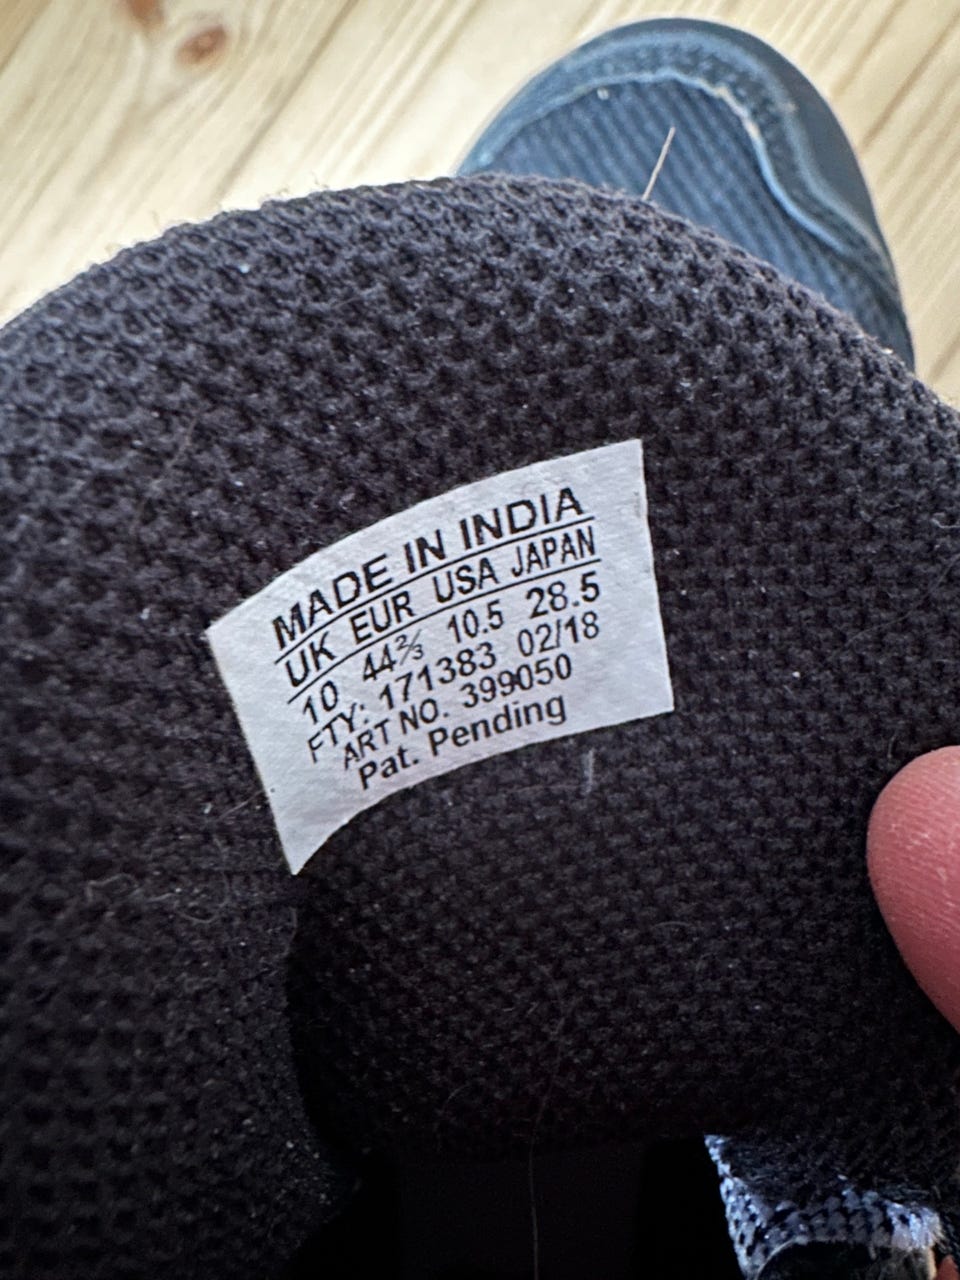 MADE IN INDIA
UK EUR USA JAPAN
10 44⅔ 10.5 28.5
FTY: 171383 02/18
ART NO. 399050
Pat. Pending